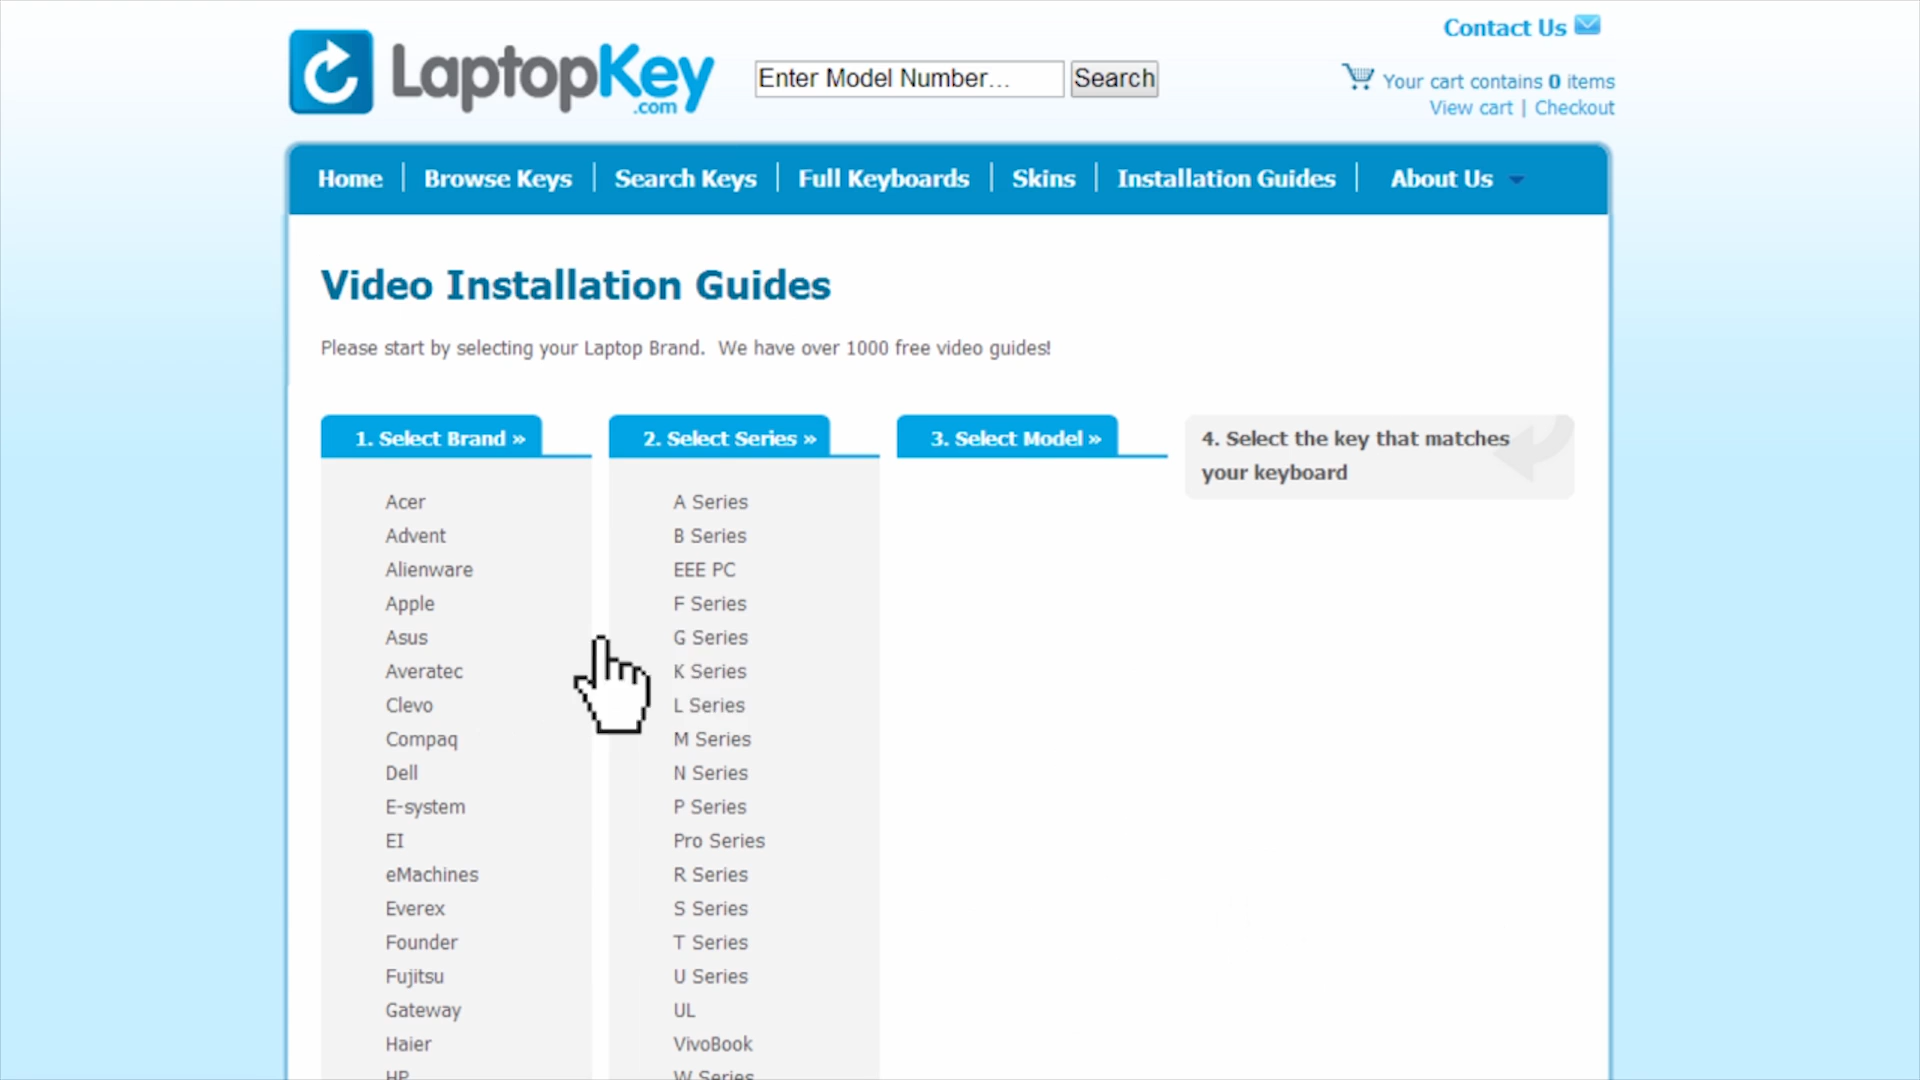 Contact Us
LaptopKey
.com
Enter Model Number...
Search
Your cart contains 0 items
View cart | Checkout
Home
Browse Keys
Search Keys
Full Keyboards
Skins
Installation Guides
About Us
Video Installation Guides
Please start by selecting your Laptop Brand. We have over 1000 free video guides!
1. Select Brand »
Acer
Advent
Alienware
Apple
Asus
Averatec
Clevo
Compaq
Dell
E-system
EI
eMachines
Everex
Founder
Fujitsu
Gateway
Haier
HP
2. Select Series »
A Series
B Series
EEE PC
F Series
G Series
K Series
L Series
M Series
N Series
P Series
Pro Series
R Series
S Series
T Series
U Series
UL
VivoBook
W Series
3. Select Model »
4. Select the key that matches
your keyboard